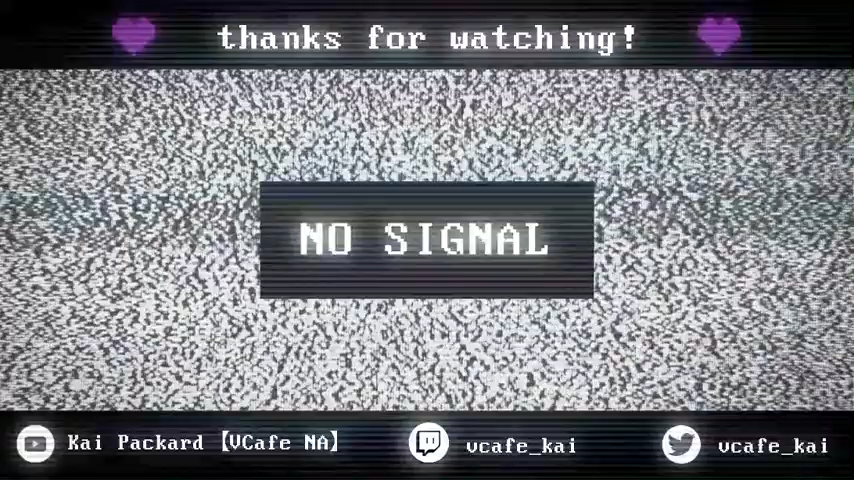 thanks for watching!
NO SIGNAL
Kai Packard【VCafe NA】
vcafe_kai
vcafe_kai